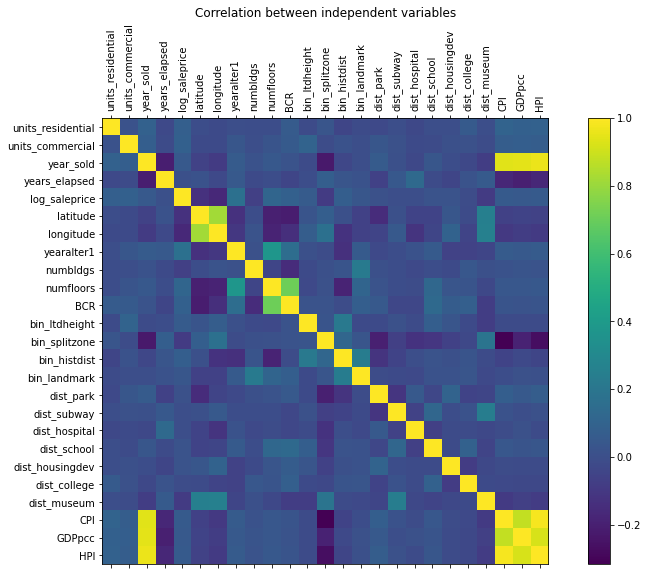 Correlation between independent variables
units_residential
units_commercial
year_sold
years_elapsed
log_saleprice
latitude
longitude
yearalter1
numbldgs
numfloors
BCR
bin_ltdheight
bin_splitzone
bin_histdist
bin_landmark
dist_park
dist_subway
dist_hospital
dist_school
dist_housingdev
dist_college
dist_museum
CPI
GDPpcc
HPI
units_residential
units_commercial
year_sold
years_elapsed
log_saleprice
latitude
longitude
yearalter1
numbldgs
numfloors
BCR
bin_ltdheight
bin_splitzone
bin_histdist
bin_landmark
dist_park
dist_subway
dist_hospital
dist_school
dist_housingdev
dist_college
dist_museum
CPI
GDPpcc
HPI
1.0
0.8
0.6
0.4
0.2
0.0
−0.2